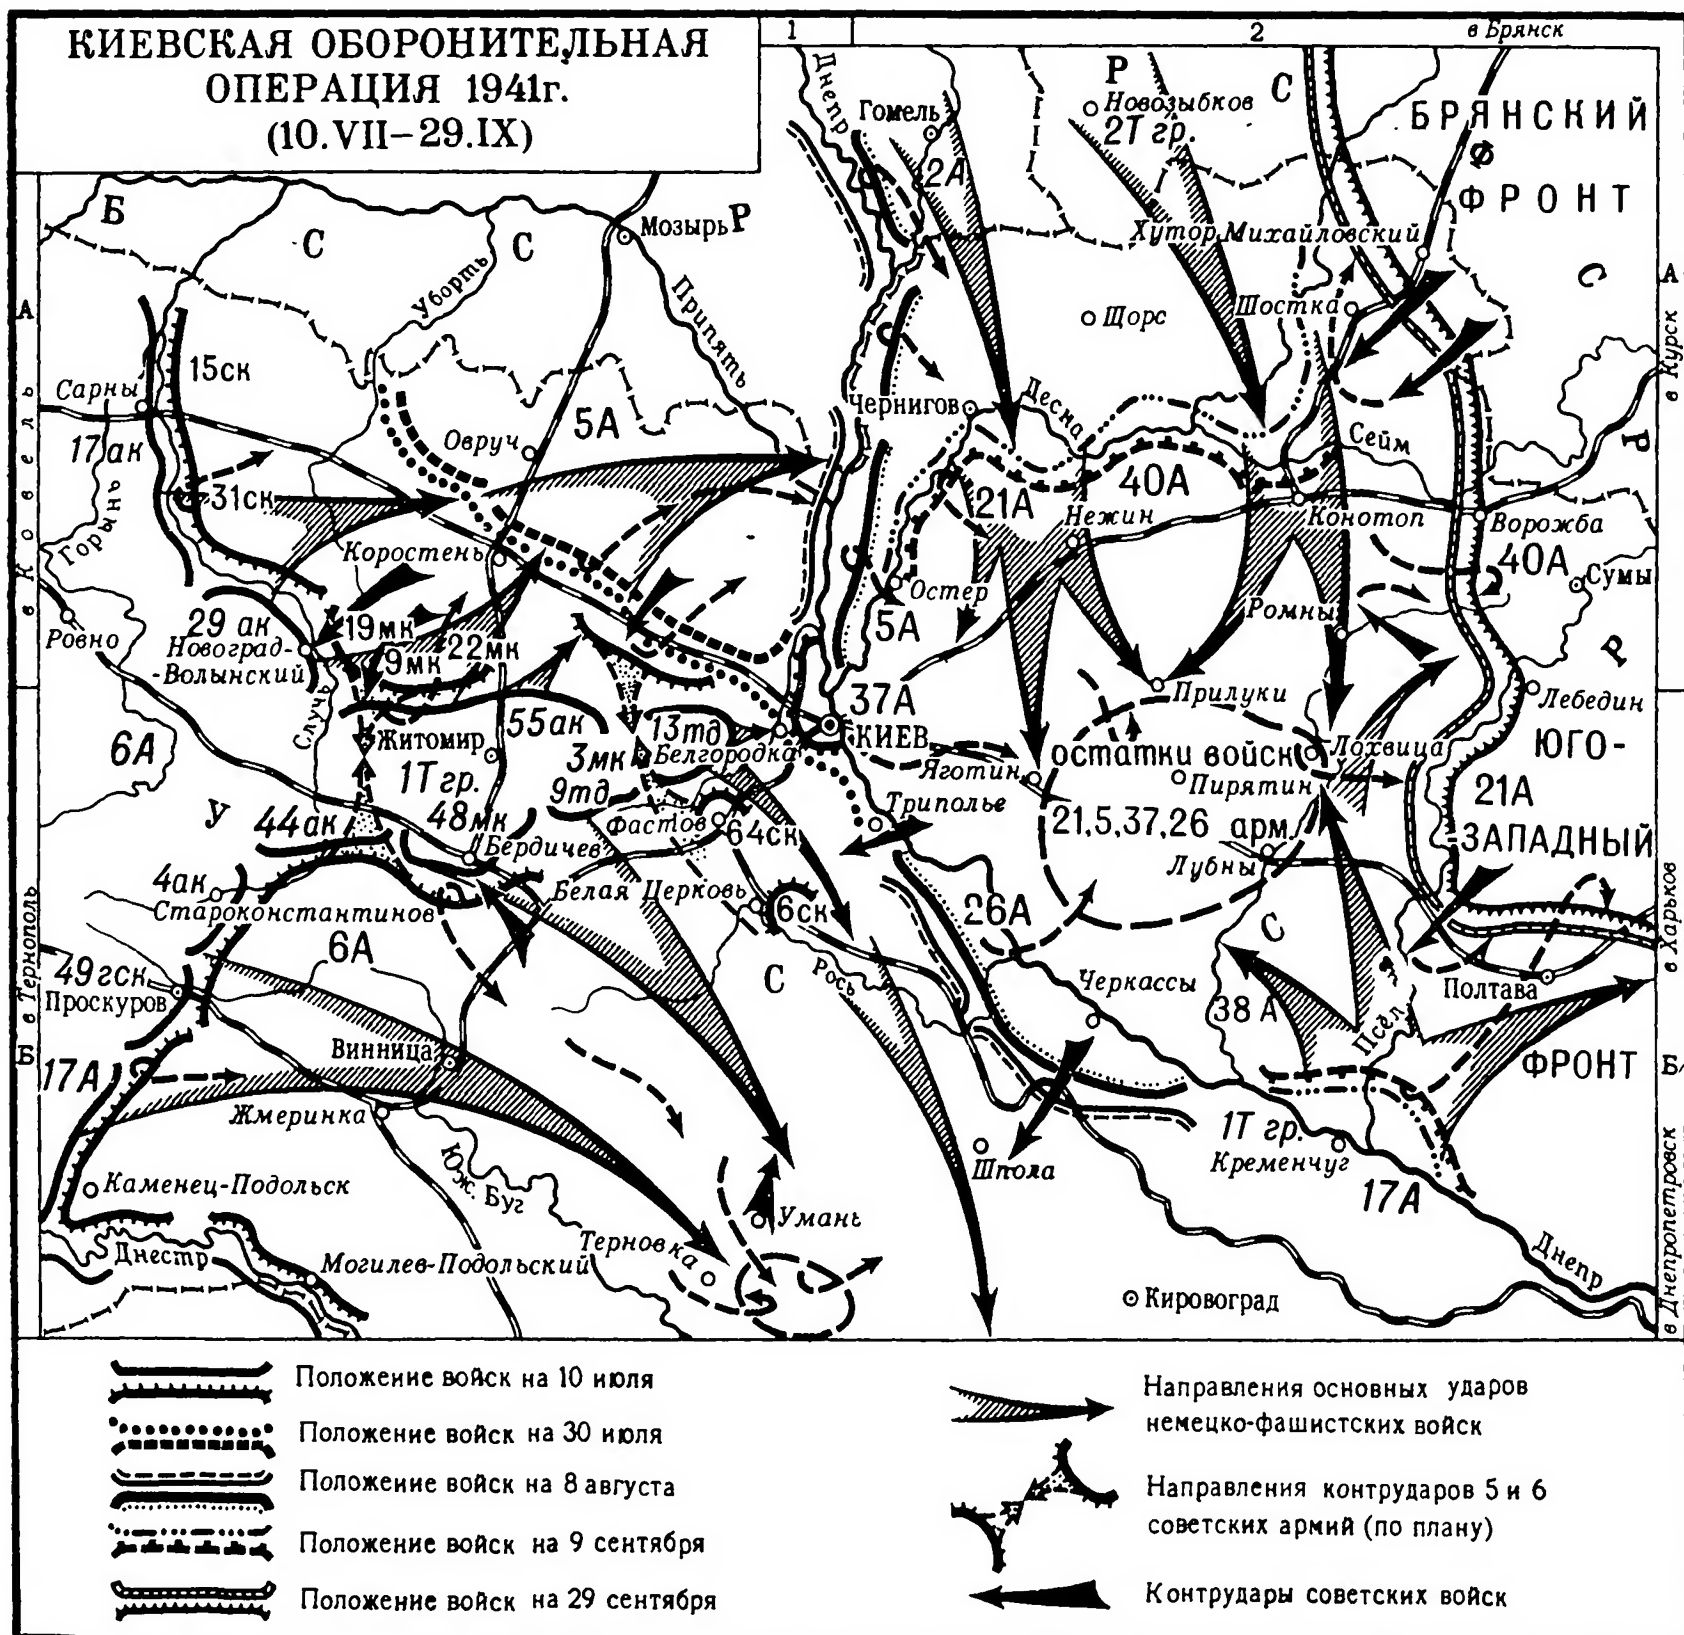 КИЕВСКАЯ ОБОРОНИТЕЛЬНАЯ
ОПЕРАЦИЯ 1941г.
(10.VII–29.IX)
1
2
в Брянск
Днепр
Гомель
Р
Новозыбков
С
БРЯНСКИЙ
2Т гр.
2А
Ф
ФРОНТ
Б
С
С
Мозырь
Р
Хутор Михайловский
С
А
А
Уборть
Припять
Щорс
Шостка
в Курск
15ск
Сарны
Чернигов
Десна
5А
Овруч
Сейм
Р
17ак
31ск
21А
40А
Нежин
Конотоп
Ворожба
Горынь
Коростень
40А
Сумы
в Ковель
Остер
Ромны
29 ак
19мк
22мк
5А
Ровно
Новоград-
-Волынский
9мк
Р
Прилуки
Лебедин
Случь
37А
КИЕВ
55ак
13тд
6А
Житомир
3мк
Белгородка
Яготин
остатки войск
Лохвица
ЮГО-
1Т гр.
9тд
Пирятин
21А
У
44ак
48мк
Фастов
64ск
Триполье
21,5,37,26 арм.
ЗАПАДНЫЙ
Бердичев
Лубны
4ак
Белая Церковь
Староконстантинов
6ск
26А
С
в Харьков
6А
49гск
С
Рось
Черкассы
Проскуров
38А
Псёл
Полтава
в Тернополь
Винница
Б
17А
ФРОНТ
Б
Жмеринка
1Т гр.
Кременчуг
Юж. Буг
Шпола
Каменец-Подольск
17А
Умань
Днестр
Терновка
Могилев-Подольский
Днепр
Кировоград
в Днепропетровск
Положение войск на 10 июля
Положение войск на 30 июля
Положение войск на 8 августа
Положение войск на 9 сентября
Положение войск на 29 сентября
Направления основных ударов
немецко-фашистских войск
Направления контрударов 5 и 6
советских армий (по плану)
Контрудары советских войск